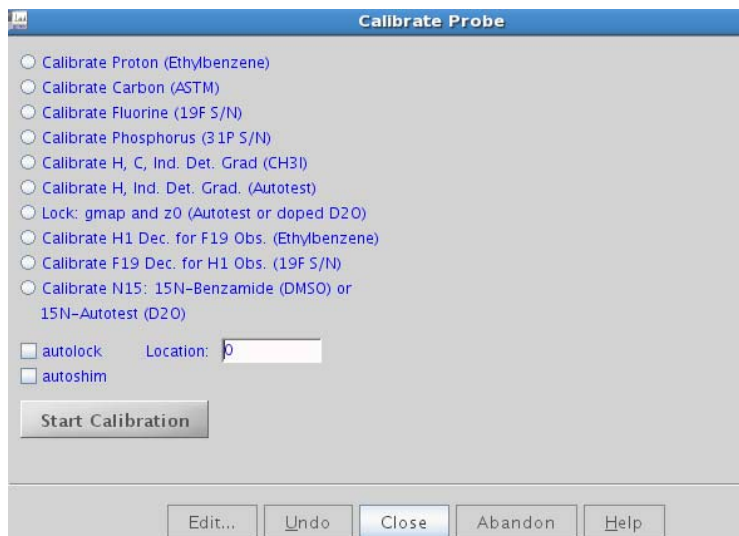 Calibrate Probe
Calibrate Proton (Ethylbenzene)
Calibrate Carbon (ASTM)
Calibrate Fluorine (19F S/N)
Calibrate Phosphorus (31P S/N)
Calibrate H, C, Ind. Det. Grad (CH3I)
Calibrate H, Ind. Det. Grad. (Autotest)
Lock: gmap and z0 (Autotest or doped D2O)
Calibrate H1 Dec. for F19 Obs. (Ethylbenzene)
Calibrate F19 Dec. for H1 Obs. (19F S/N)
Calibrate N15: 15N-Benzamide (DMSO) or
15N-Autotest (D2O)
autolock Location: 0
autoshim
Start Calibration
Edit... Undo Close Abandon Help